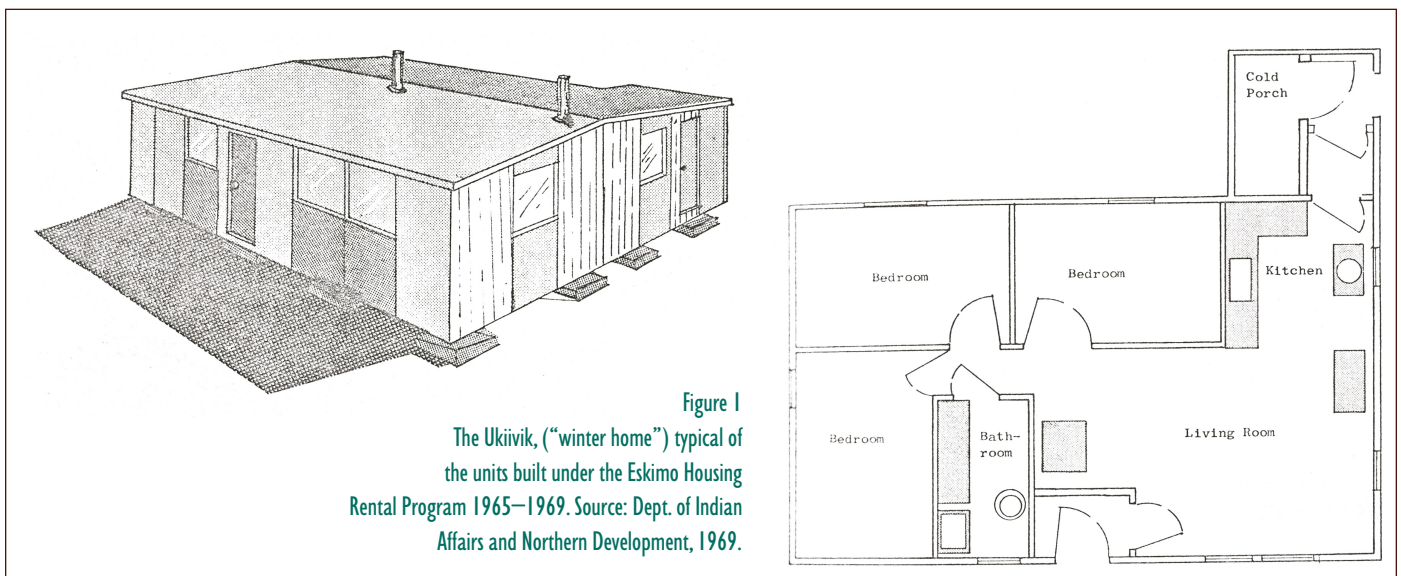 Cold
Porch
Bedroom
Bedroom
Kitchen
Bedroom
Bath-
room
Living Room
Figure 1
The Ukiivik, (“winter home”) typical of
the units built under the Eskimo Housing
Rental Program 1965–1969. Source: Dept. of Indian
Affairs and Northern Development, 1969.